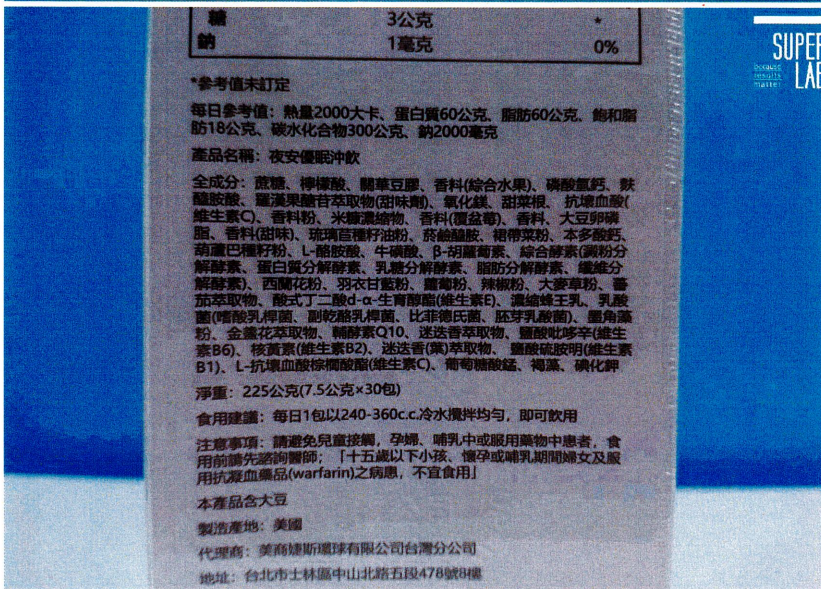 糖 3公克 *
鈉 1毫克 0%
SUPER
LAB
because
results
matter
*參考值未訂定
每日參考值：熱量2000大卡、蛋白質60公克、脂肪60公克、飽和脂
肪18公克、碳水化合物300公克、鈉2000毫克
產品名稱：夜安優眠沖飲
全成分：蔗糖、檸檬酸、關華豆膠、香料(綜合水果)、磷酸氫鈣、麩
醯胺酸、羅漢果醣苷萃取物(甜味劑)、氧化鎂、甜菜根、抗壞血酸(
維生素C)、香料粉、米糠濃縮物、香料(覆盆莓)、香料、大豆卵磷
脂、香料(甜味)、琉璃苣種籽油粉、菸鹼醯胺、裙帶菜粉、本多酸鈣、
葫蘆巴種籽粉、L-酪胺酸、牛磺酸、β-胡蘿蔔素、綜合酵素(澱粉分
解酵素、蛋白質分解酵素、乳糖分解酵素、脂肪分解酵素、纖維分
解酵素)、西蘭花粉、羽衣甘藍粉、蘿蔔粉、辣椒粉、大麥草粉、番
茄萃取物、酸式丁二酸d-α-生育醇酯(維生素E)、濃縮蜂王乳、乳酸
菌(嗜酸乳桿菌、副乾酪乳桿菌、比菲德氏菌、胚芽乳酸菌)、墨角藻
粉、金盞花萃取物、輔酵素Q10、迷迭香萃取物、鹽酸吡哆辛(維生
素B6)、核黃素(維生素B2)、迷迭香(葉)萃取物、鹽酸硫胺明(維生素
B1)、L-抗壞血酸棕櫚酸酯(維生素C)、葡萄糖酸錳、褐藻、碘化鉀
淨重：225公克(7.5公克×30包)
食用建議：每日1包以240-360c.c.冷水攪拌均勻，即可飲用
注意事項：請避免兒童接觸，孕婦、哺乳中或服用藥物中患者，食
用前請先諮詢醫師；「十五歲以下小孩、懷孕或哺乳期間婦女及服
用抗凝血藥品(warfarin)之病患，不宜食用」
本產品含大豆
製造產地：美國
代理商：美商婕斯環球有限公司台灣分公司
地址：台北市士林區中山北路五段478號8樓